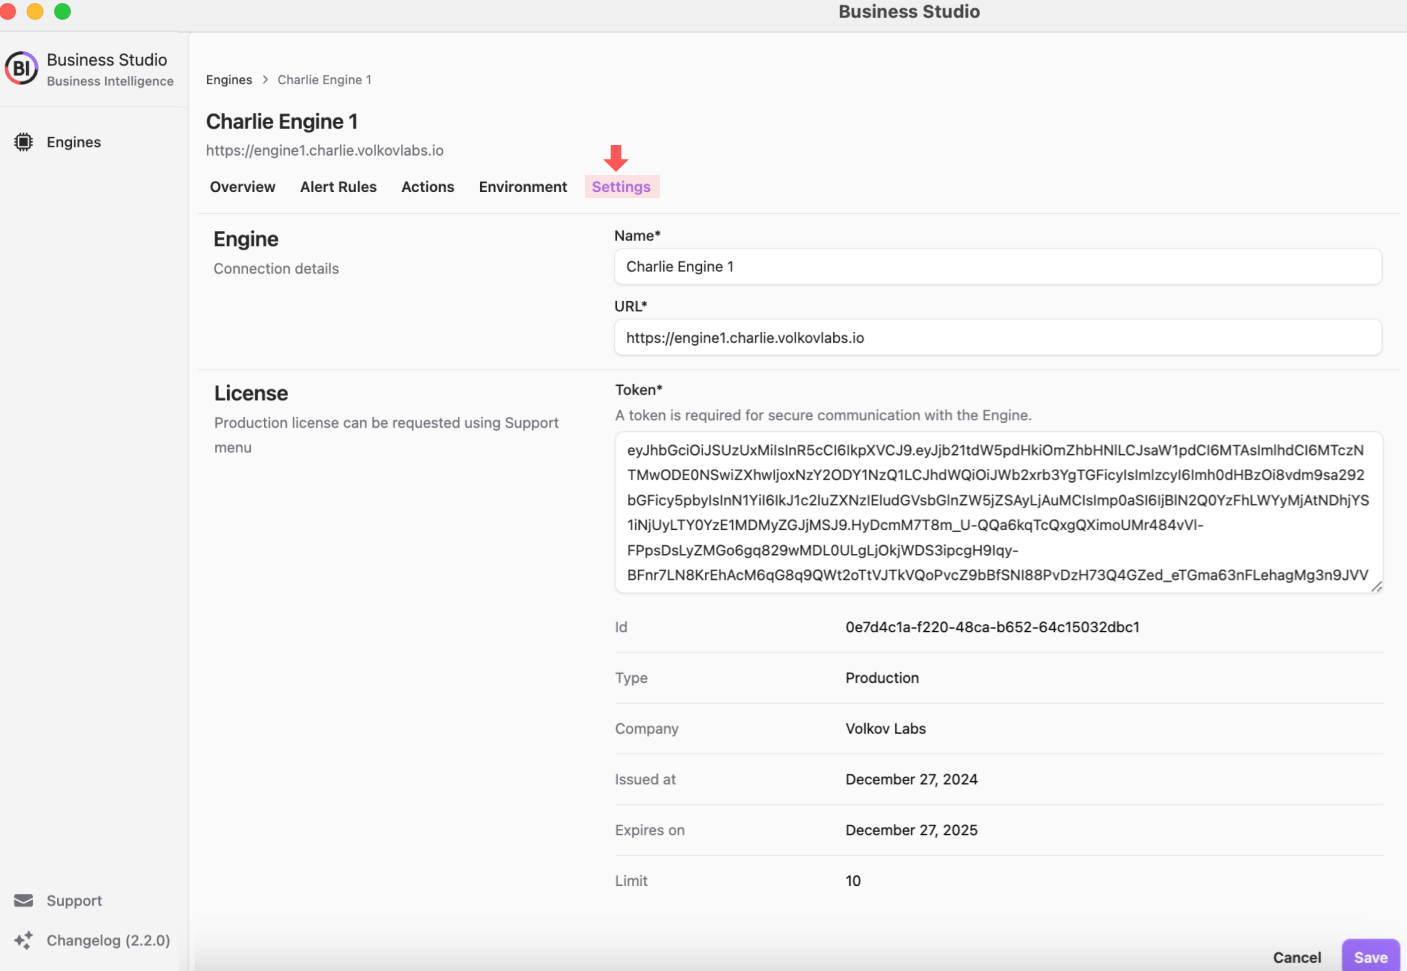 Business Studio
BI
Business Studio
Business Intelligence
Engines
Engines > Charlie Engine 1
Charlie Engine 1
https://engine1.charlie.volkovlabs.io
Overview Alert Rules Actions Environment Settings
Engine
Connection details
Name*
Charlie Engine 1
URL*
https://engine1.charlie.volkovlabs.io
License
Production license can be requested using Support
menu
Token*
A token is required for secure communication with the Engine.
eyJhbGciOiJSUzUxMiIsInR5cCI6IkpXVCJ9.eyJjb21tdW5pdHkiOmZhbHNlLCJsaW1pdCI6MTAsImlhdCI6MTczN
TMwODE0NSwiZXhwIjoxNzY2ODY1NzQ1LCJhdWQiOiJWb2xrb3YgTGFicyIsImlzcyI6Imh0dHBzOi8vdm9sa292
bGFicy5pbyIsInN1YiI6IkJ1c2luZXNzIEludGVsbGlnZW5jZSAyLjAuMCIsImp0aSI6IjBlN2Q0YzFhLWYyMjAtNDhjYS
1iNjUyLTY0YzE1MDMyZGJjMSJ9.HyDcmM7T8m_U-QQa6kqTcQxgQXimoUMr484vVl-
FPpsDsLyZMGo6gq829wMDL0ULgLjOkjWDS3ipcgH9Iqy-
BFnr7LN8KrEhAcM6qG8q9QWt2oTtVJTkVQoPvcZ9bBfSNI88PvDzH73Q4GZed_eTGma63nFLehagMg3n9JVV
Id 0e7d4c1a-f220-48ca-b652-64c15032dbc1
Type Production
Company Volkov Labs
Issued at December 27, 2024
Expires on December 27, 2025
Limit 10
Support
Changelog (2.2.0)
Cancel Save